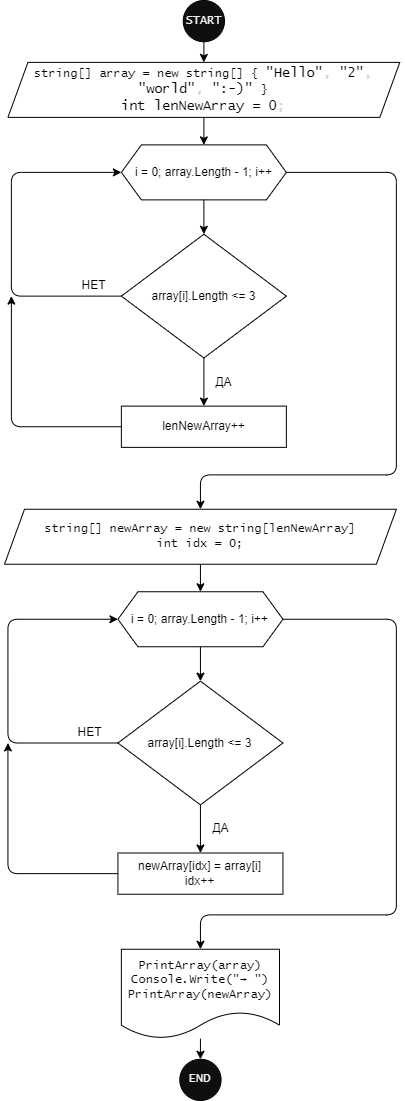 START
string[] array = new string[] { "Hello", "2",
"world", ":-)" }
int lenNewArray = 0;
i = 0; array.Length - 1; i++
НЕТ
array[i].Length <= 3
ДА
lenNewArray++
string[] newArray = new string[lenNewArray]
int idx = 0;
i = 0; array.Length - 1; i++
НЕТ
array[i].Length <= 3
ДА
newArray[idx] = array[i]
idx++
PrintArray(array)
Console.Write("→ ")
PrintArray(newArray)
END